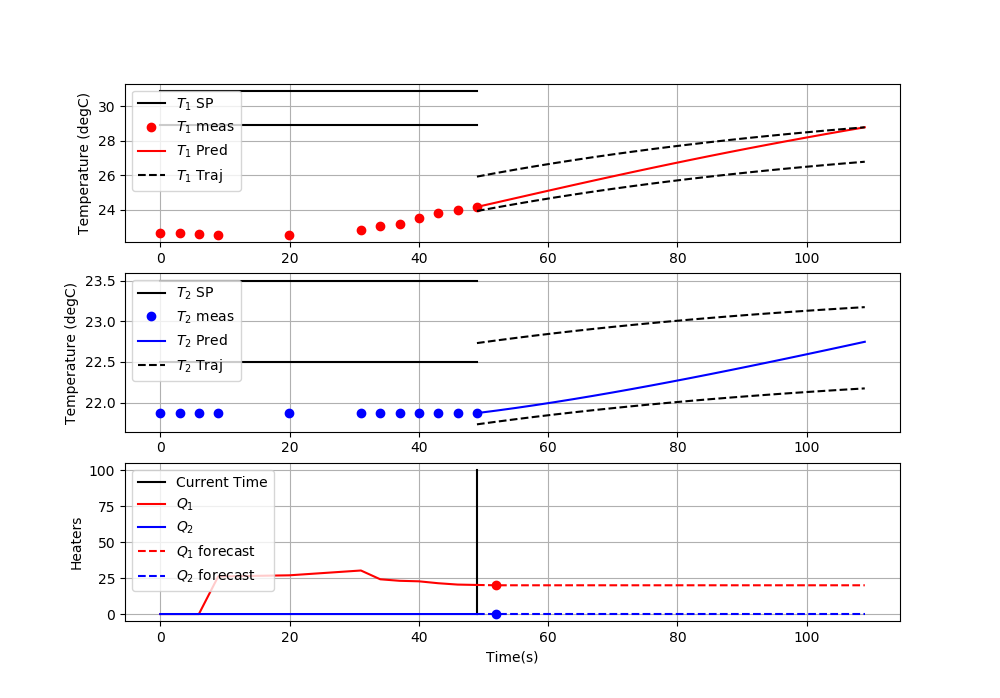 Temperature (degC)
30
28
26
24
T₁ SP
T₁ meas
T₁ Pred
T₁ Traj
0 20 40 60 80 100
Temperature (degC)
23.5
23.0
22.5
22.0
T₂ SP
T₂ meas
T₂ Pred
T₂ Traj
0 20 40 60 80 100
Heaters
100
75
50
25
0
Current Time
Q₁
Q₂
Q₁ forecast
Q₂ forecast
0 20 40 60 80 100
Time(s)